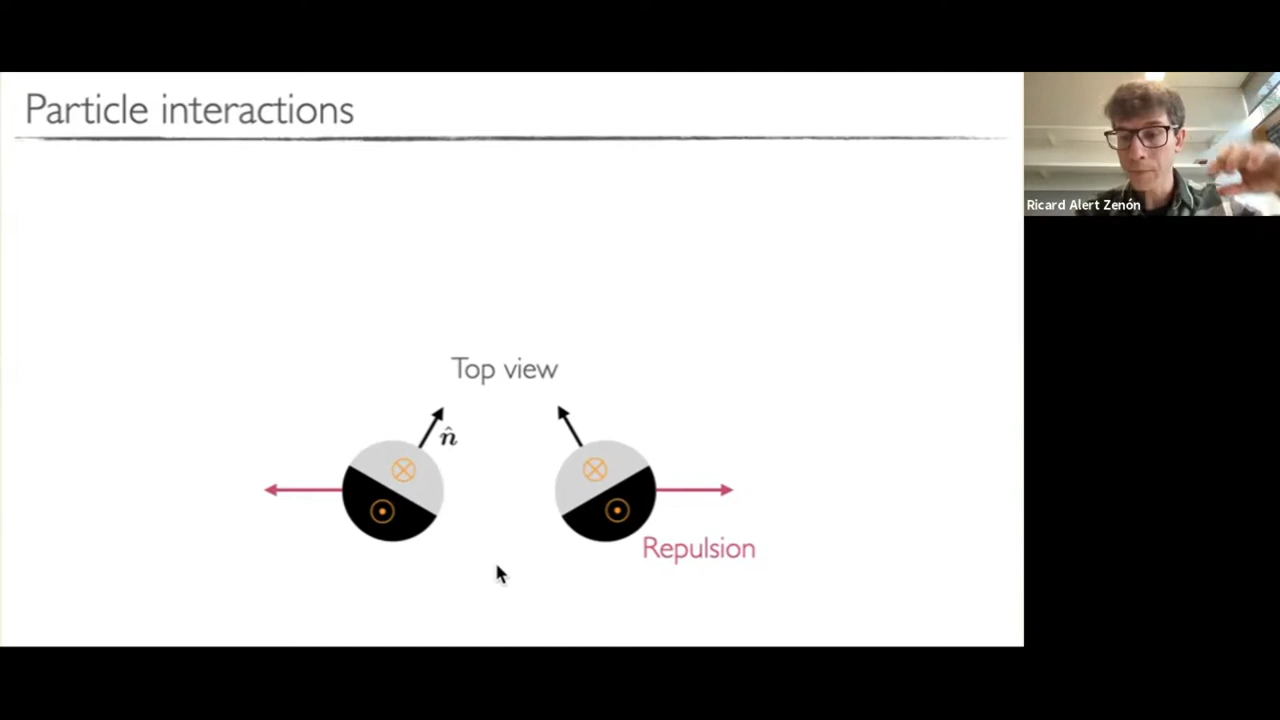 Particle interactions
Ricard Alert Zenón
Top view
n̂
Repulsion